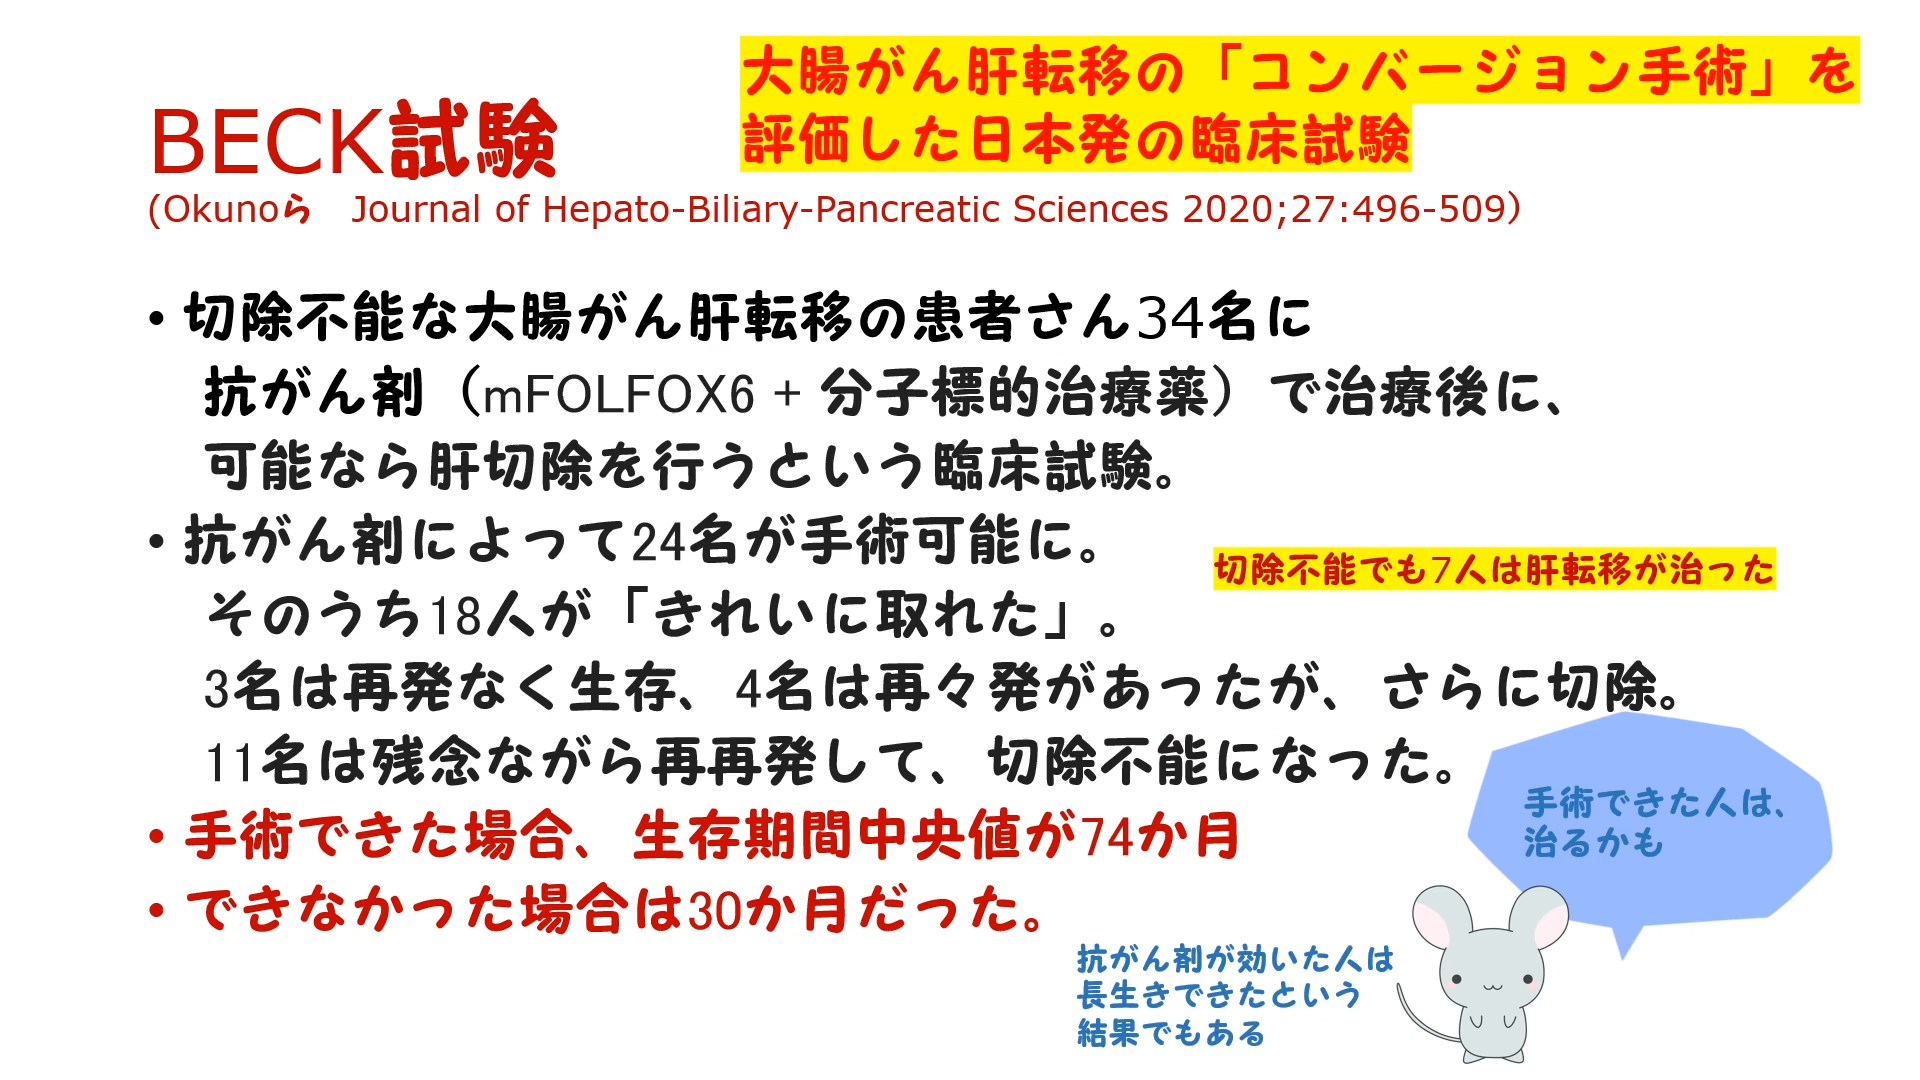 大腸がん肝転移の「コンバージョン手術」を
評価した日本発の臨床試験
BECK試験
(Okunoら　Journal of Hepato-Biliary-Pancreatic Sciences 2020;27:496-509）
• 切除不能な大腸がん肝転移の患者さん34名に
抗がん剤（mFOLFOX6 + 分子標的治療薬）で治療後に、
可能なら肝切除を行うという臨床試験。
• 抗がん剤によって24名が手術可能に。
切除不能でも7人は肝転移が治った
そのうち18人が「きれいに取れた」。
3名は再発なく生存、4名は再々発があったが、さらに切除。
11名は残念ながら再再発して、切除不能になった。
• 手術できた場合、生存期間中央値が74か月
• できなかった場合は30か月だった。
手術できた人は、
治るかも
抗がん剤が効いた人は
長生きできたという
結果でもある